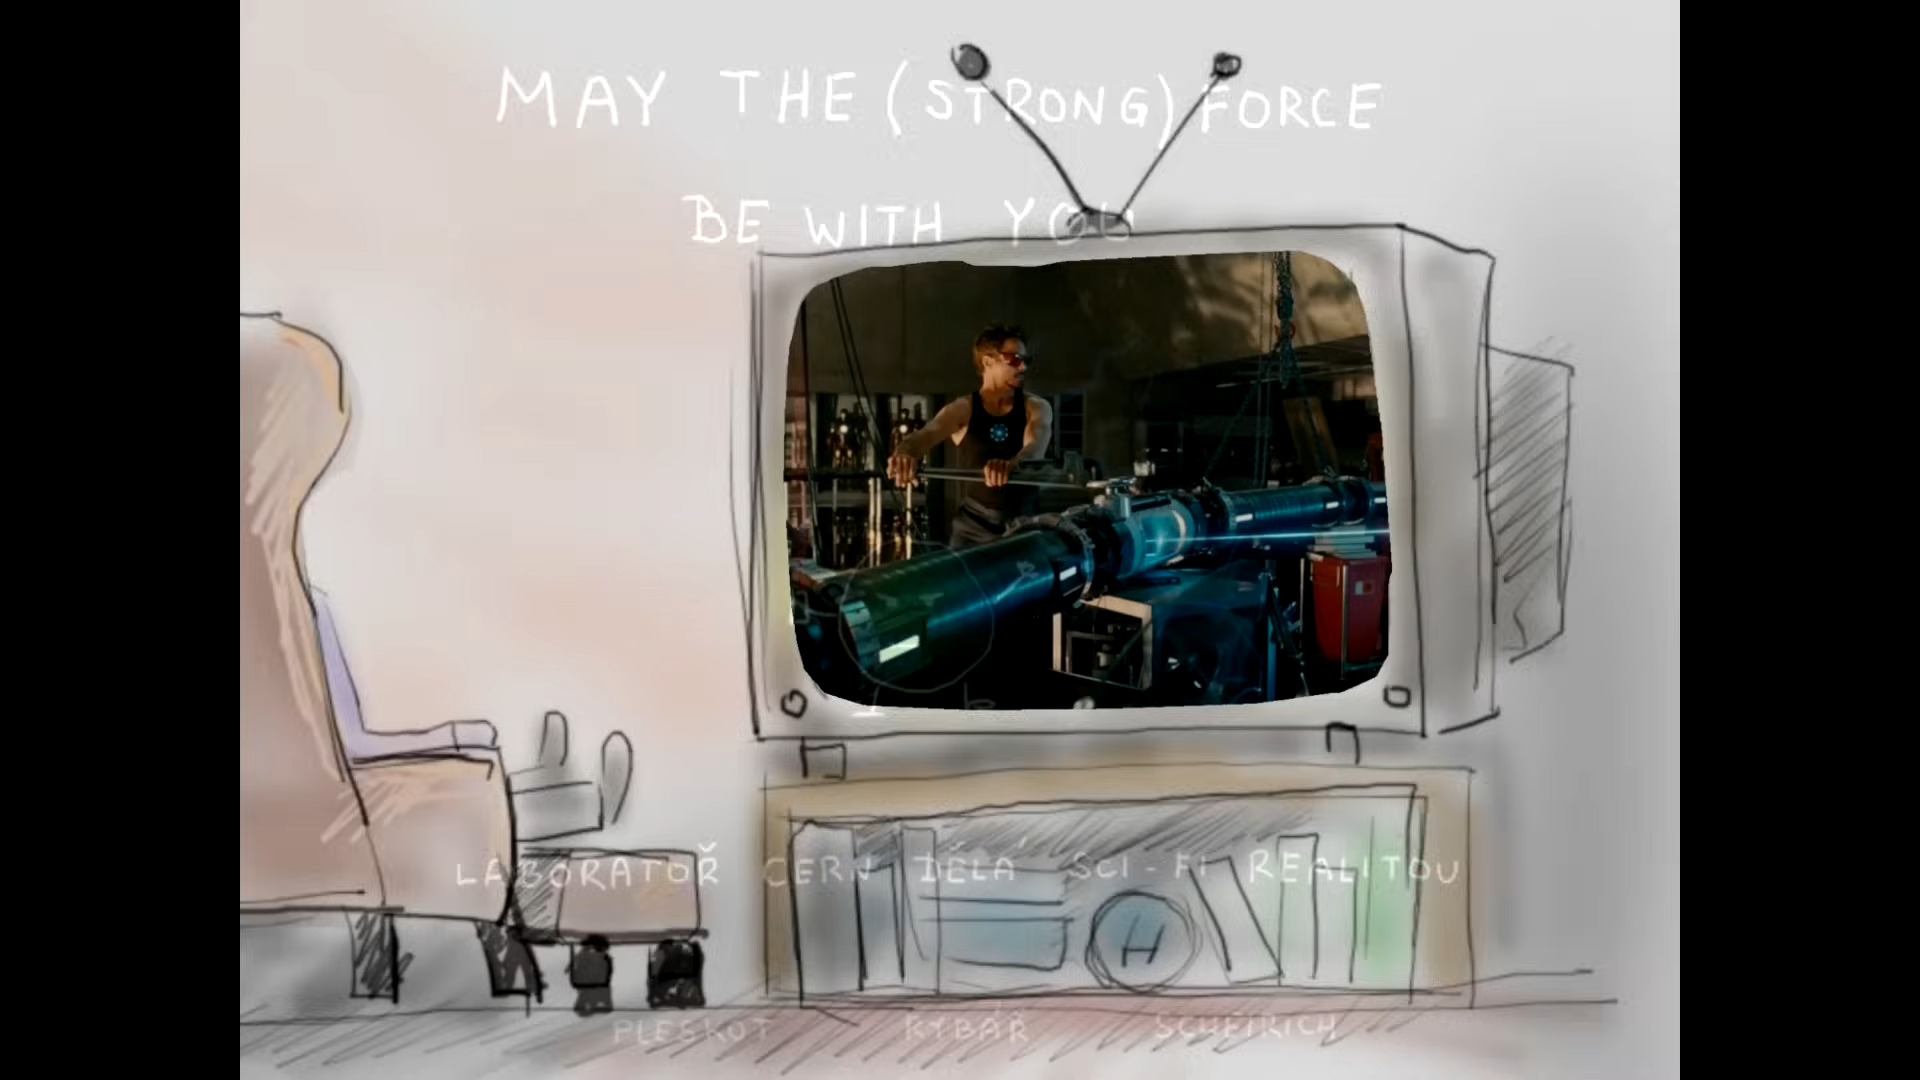 MAY THE (STRONG) FORCE
BE WITH YOU
LABORATOŘ CERN DĚLÁ SCI-FI REALITOU
H
PLESKOT RYBÁŘ SCHEIRICH